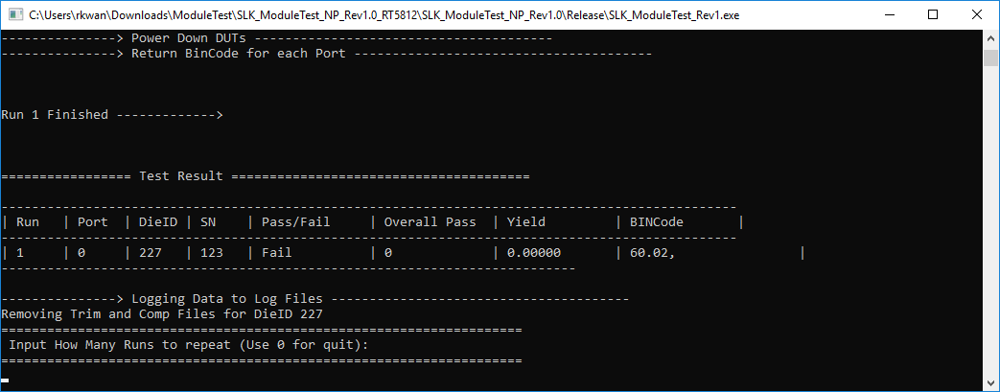 C:\Users\rkwan\Downloads\ModuleTest\SLK_ModuleTest_NP_Rev1.0_RT5812\SLK_ModuleTest_NP_Rev1.0\Release\SLK_ModuleTest_Rev1.exe
---------------> Power Down DUTs ---------------------------------------
---------------> Return BinCode for each Port ---------------------------------------
Run 1 Finished ------------->
================= Test Result =======================================
------------------------------------------------------------------------------------------------
| Run   | Port  | DieID | SN    | Pass/Fail     | Overall Pass  | Yield         | BINCode       |
------------------------------------------------------------------------------------------------
| 1     | 0     | 227   | 123   | Fail          | 0             | 0.00000       | 60.02,                |
---------------------------------------------------------------------------
---------------> Logging Data to Log Files ---------------------------------------
Removing Trim and Comp Files for DieID 227
====================================================================
 Input How Many Runs to repeat (Use 0 for quit):
====================================================================